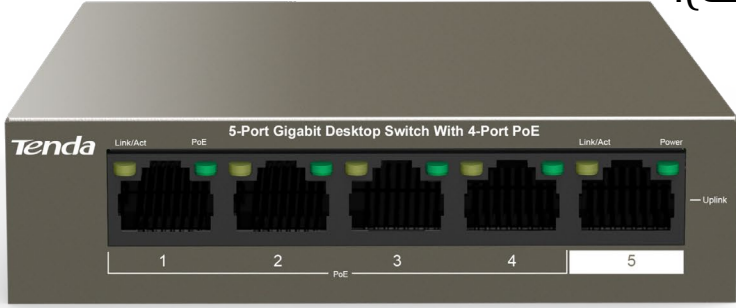 5-Port Gigabit Desktop Switch With 4-Port PoE
Tenda
Link/Act PoE Link/Act Power
Uplink
1 2 3 4 5
PoE